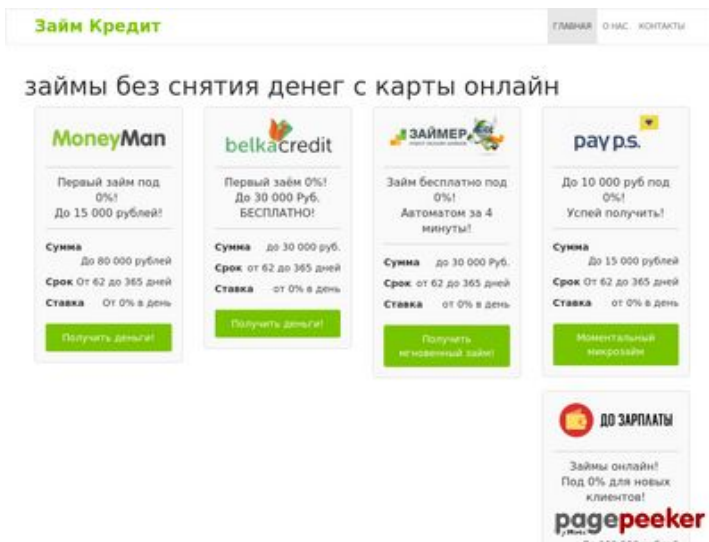 Займ Кредит
ГЛАВНАЯ О НАС КОНТАКТЫ
займы без снятия денег с карты онлайн
MoneyMan
Первый займ под
0%!
До 15 000 рублей!
Сумма
До 80 000 рублей
Срок От 62 до 365 дней
Ставка От 0% в день
Получить деньги!
belkacredit
Первый заём 0%!
До 30 000 Руб.
БЕСПЛАТНО!
Сумма до 30 000 руб.
Срок от 62 до 365 дней
Ставка от 0% в день
Получить деньги!
ЗАЙМЕР
Займ бесплатно под
0%!
Автоматом за 4
минуты!
Сумма до 30 000 Руб.
Срок от 62 до 365 дней
Ставка от 0% в день
Получить
мгновенный займ!
pay p.s.
До 10 000 руб под
0%!
Успей получить!
Сумма
До 15 000 рублей
Срок От 62 до 365 дней
Ставка от 0% в день
Моментальный
микрозайм
ДО ЗАРПЛАТЫ
Займы онлайн!
Под 0% для новых
клиентов!
pagepeeker